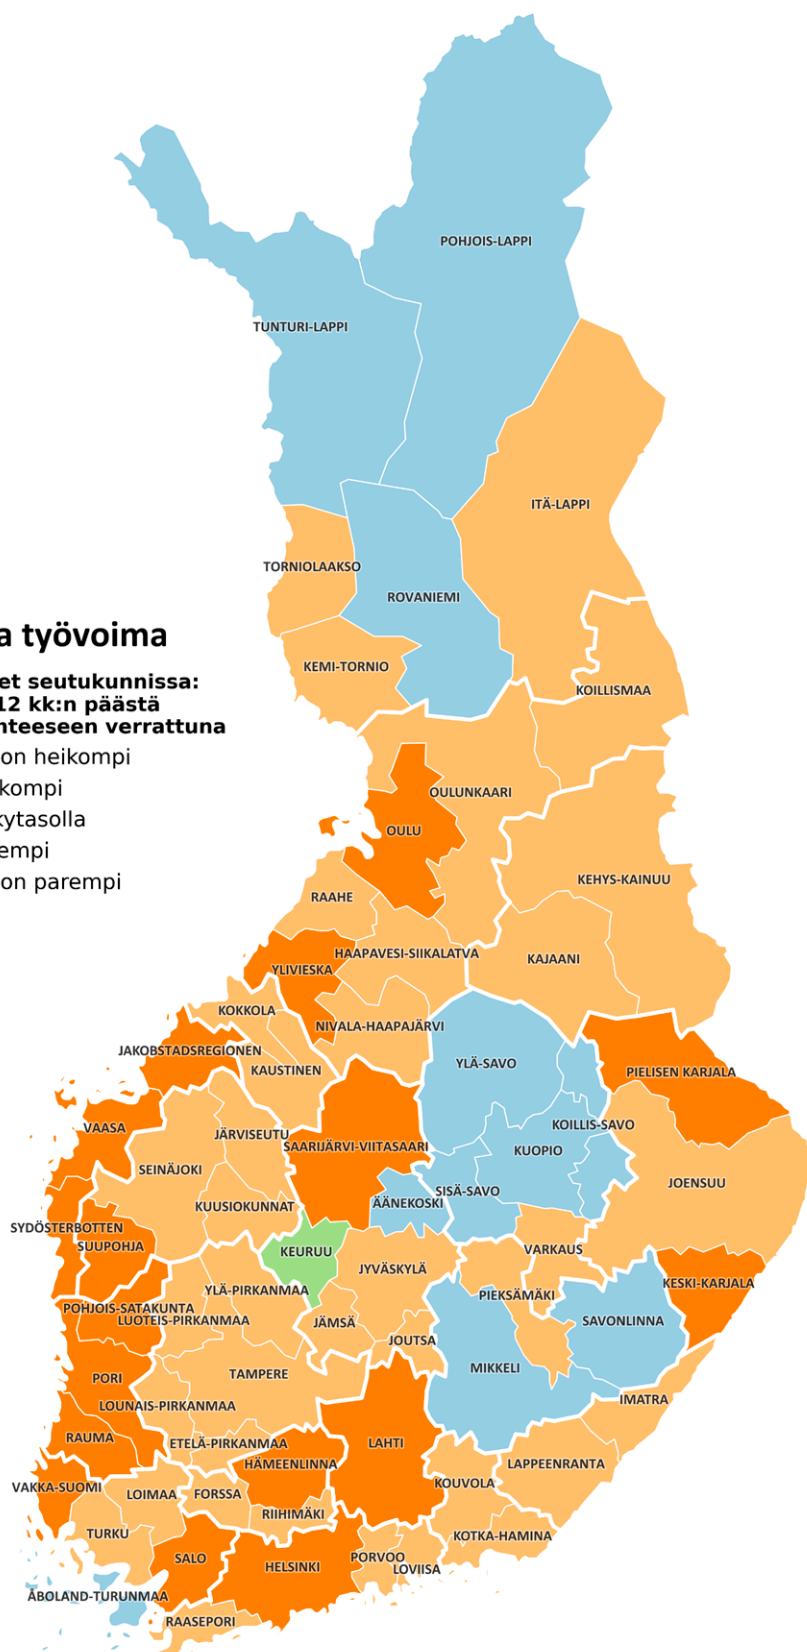 POHJOIS-LAPPI
TUNTURI-LAPPI
ITÄ-LAPPI
TORNIOLAAKSO
ROVANIEMI
a työvoima
KEMI-TORNIO
et seutukunnissa:
KOILLISMAA
12 kk:n päästä
nteeseen verrattuna
on heikompi
kompi
OULUNKAARI
kytasolla
OULU
empi
on parempi
KEHYS-KAINUU
RAAHE
HAAPAVESI-SIIKALATVA
KAJAANI
YLIVIESKA
KOKKOLA
NIVALA-HAAPAJÄRVI
JAKOBSTADSREGIONEN
YLÄ-SAVO
KAUSTINEN
PIELISEN KARJALA
VAASA
KOILLIS-SAVO
JÄRVISEUTU
SAARIJÄRVI-VIITASAARI
KUOPIO
SEINÄJOKI
JOENSUU
SISÄ-SAVO
ÄÄNEKOSKI
KUUSIOKUNNAT
SYDÖSTERBOTTEN
SUUPOHJA
KEURUU
VARKAUS
JYVÄSKYLÄ
KESKI-KARJALA
YLÄ-PIRKANMAA
PIEKSÄMÄKI
POHJOIS-SATAKUNTA
LUOTEIS-PIRKANMAA
JÄMSÄ
SAVONLINNA
JOUTSA
MIKKELI
TAMPERE
PORI
IMATRA
LOUNAIS-PIRKANMAA
RAUMA
ETELÄ-PIRKANMAA
LAHTI
HÄMEENLINNA
LAPPEENRANTA
KOUVOLA
VAKKA-SUOMI
LOIMAA
FORSSA
RIIHIMÄKI
TURKU
KOTKA-HAMINA
SALO
PORVOO
HELSINKI
LOVIISA
ÅBOLAND-TURUNMAA
RAASEPORI